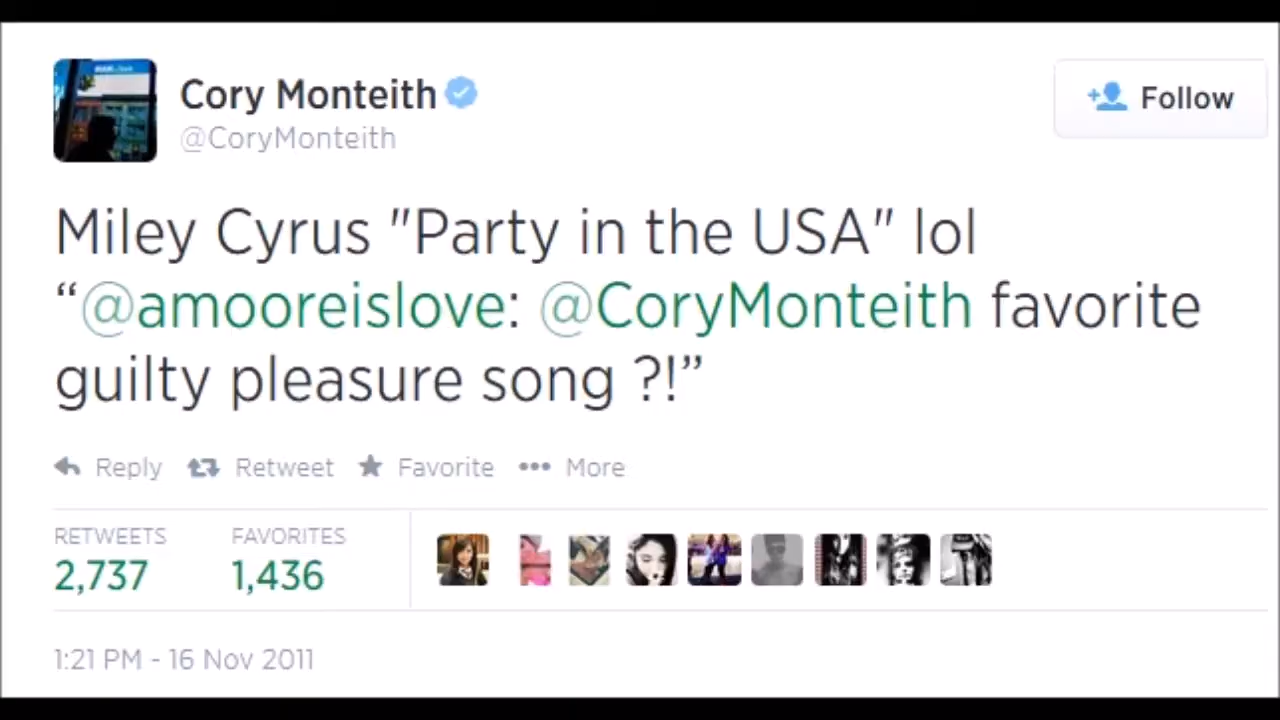 Cory Monteith
@CoryMonteith
Follow
Miley Cyrus "Party in the USA" lol
“@amooreislove: @CoryMonteith favorite
guilty pleasure song ?!”
Reply Retweet Favorite More
RETWEETS FAVORITES
2,737 1,436
1:21 PM - 16 Nov 2011